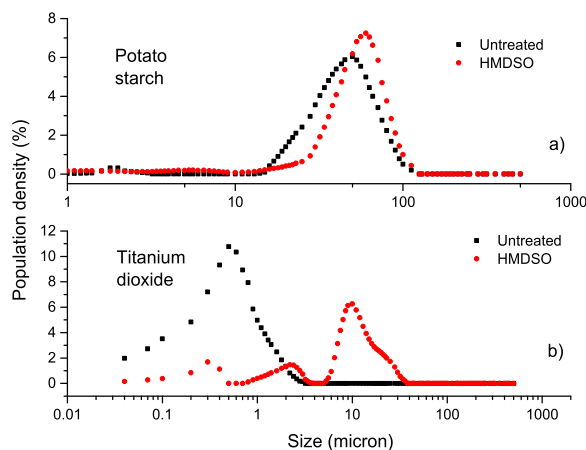 8
6
4
2
0
Potato
starch
Untreated
HMDSO
a)
1
10
100
1000
Population density (%)
12
10
8
6
4
2
0
Titanium
dioxide
Untreated
HMDSO
b)
0.01
0.1
1
10
100
1000
Size (micron)